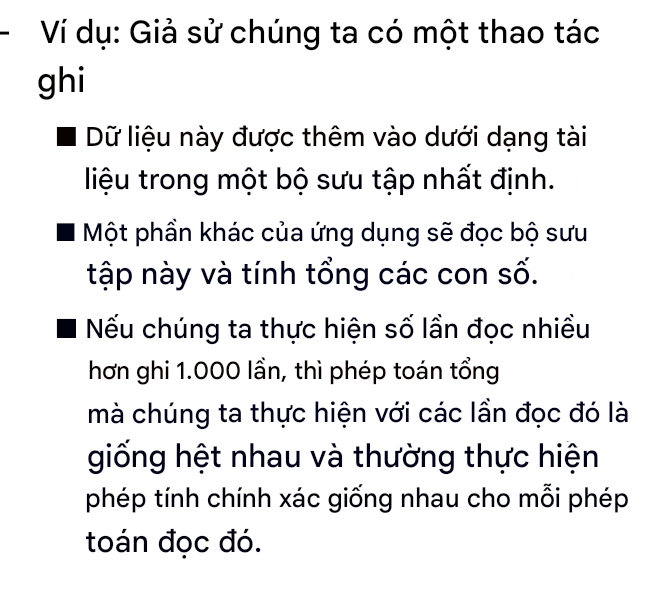 - Ví dụ: Giả sử chúng ta có một thao tác
ghi
■ Dữ liệu này được thêm vào dưới dạng tài
liệu trong một bộ sưu tập nhất định.
■ Một phần khác của ứng dụng sẽ đọc bộ sưu
tập này và tính tổng các con số.
■ Nếu chúng ta thực hiện số lần đọc nhiều
hơn ghi 1.000 lần, thì phép toán tổng
mà chúng ta thực hiện với các lần đọc đó là
giống hệt nhau và thường thực hiện
phép tính chính xác giống nhau cho mỗi phép
toán đọc đó.